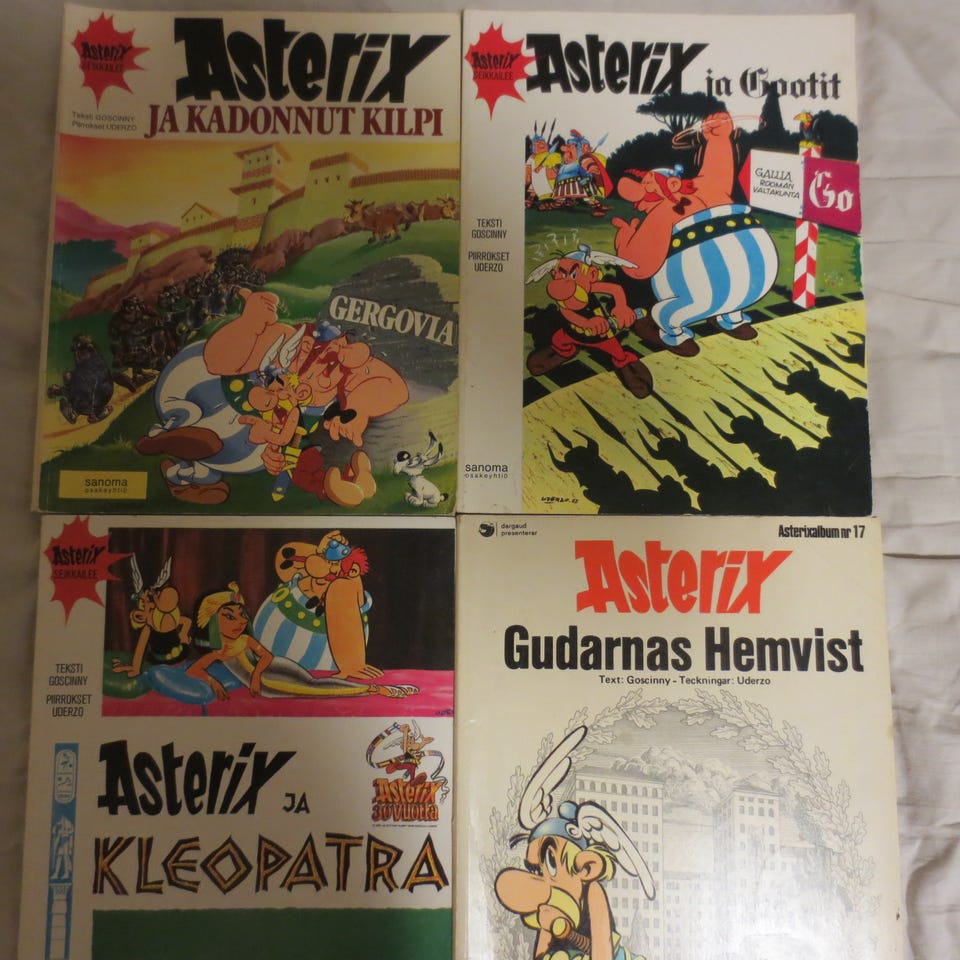 Asterix
SEIKKAILEE
Asterix
JA KADONNUT KILPI
Teksti GOSCINNY
Piirrokset UDERZO
GERGOVIA
sanoma
osakeyhtiö
Asterix
SEIKKAILEE
Asterix
ja Gootit
GALLIA
ROOMAN
VALTAKUNTA
Go
TEKSTI
GOSCINNY
PIIRROKSET
UDERZO
sanoma
osakeyhtiö
Asterix
SEIKKAILEE
TEKSTI
GOSCINNY
PIIRROKSET
UDERZO
Asterix JA
KLEOPATRA
Asterix
30 vuotta
dargaud
presenterar
Asterixalbum nr 17
Asterix
Gudarnas Hemvist
Text: Goscinny - Teckningar: Uderzo